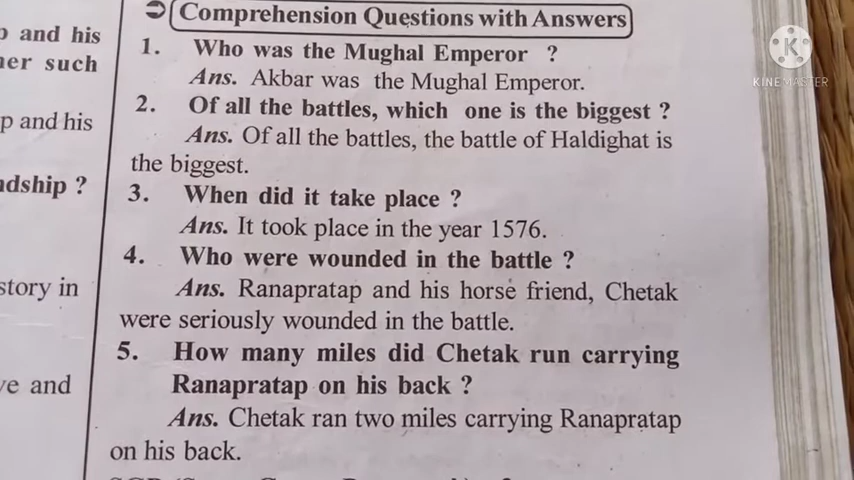 p and his
her such
p and his
ndship ?
story in
ve and
Comprehension Questions with Answers
1. Who was the Mughal Emperor ?
Ans. Akbar was the Mughal Emperor.
2. Of all the battles, which one is the biggest ?
Ans. Of all the battles, the battle of Haldighat is
the biggest.
3. When did it take place ?
Ans. It took place in the year 1576.
4. Who were wounded in the battle ?
Ans. Ranapratap and his horse friend, Chetak
were seriously wounded in the battle.
5. How many miles did Chetak run carrying
Ranapratap on his back ?
Ans. Chetak ran two miles carrying Ranapratap
on his back.
K
KINEMASTER